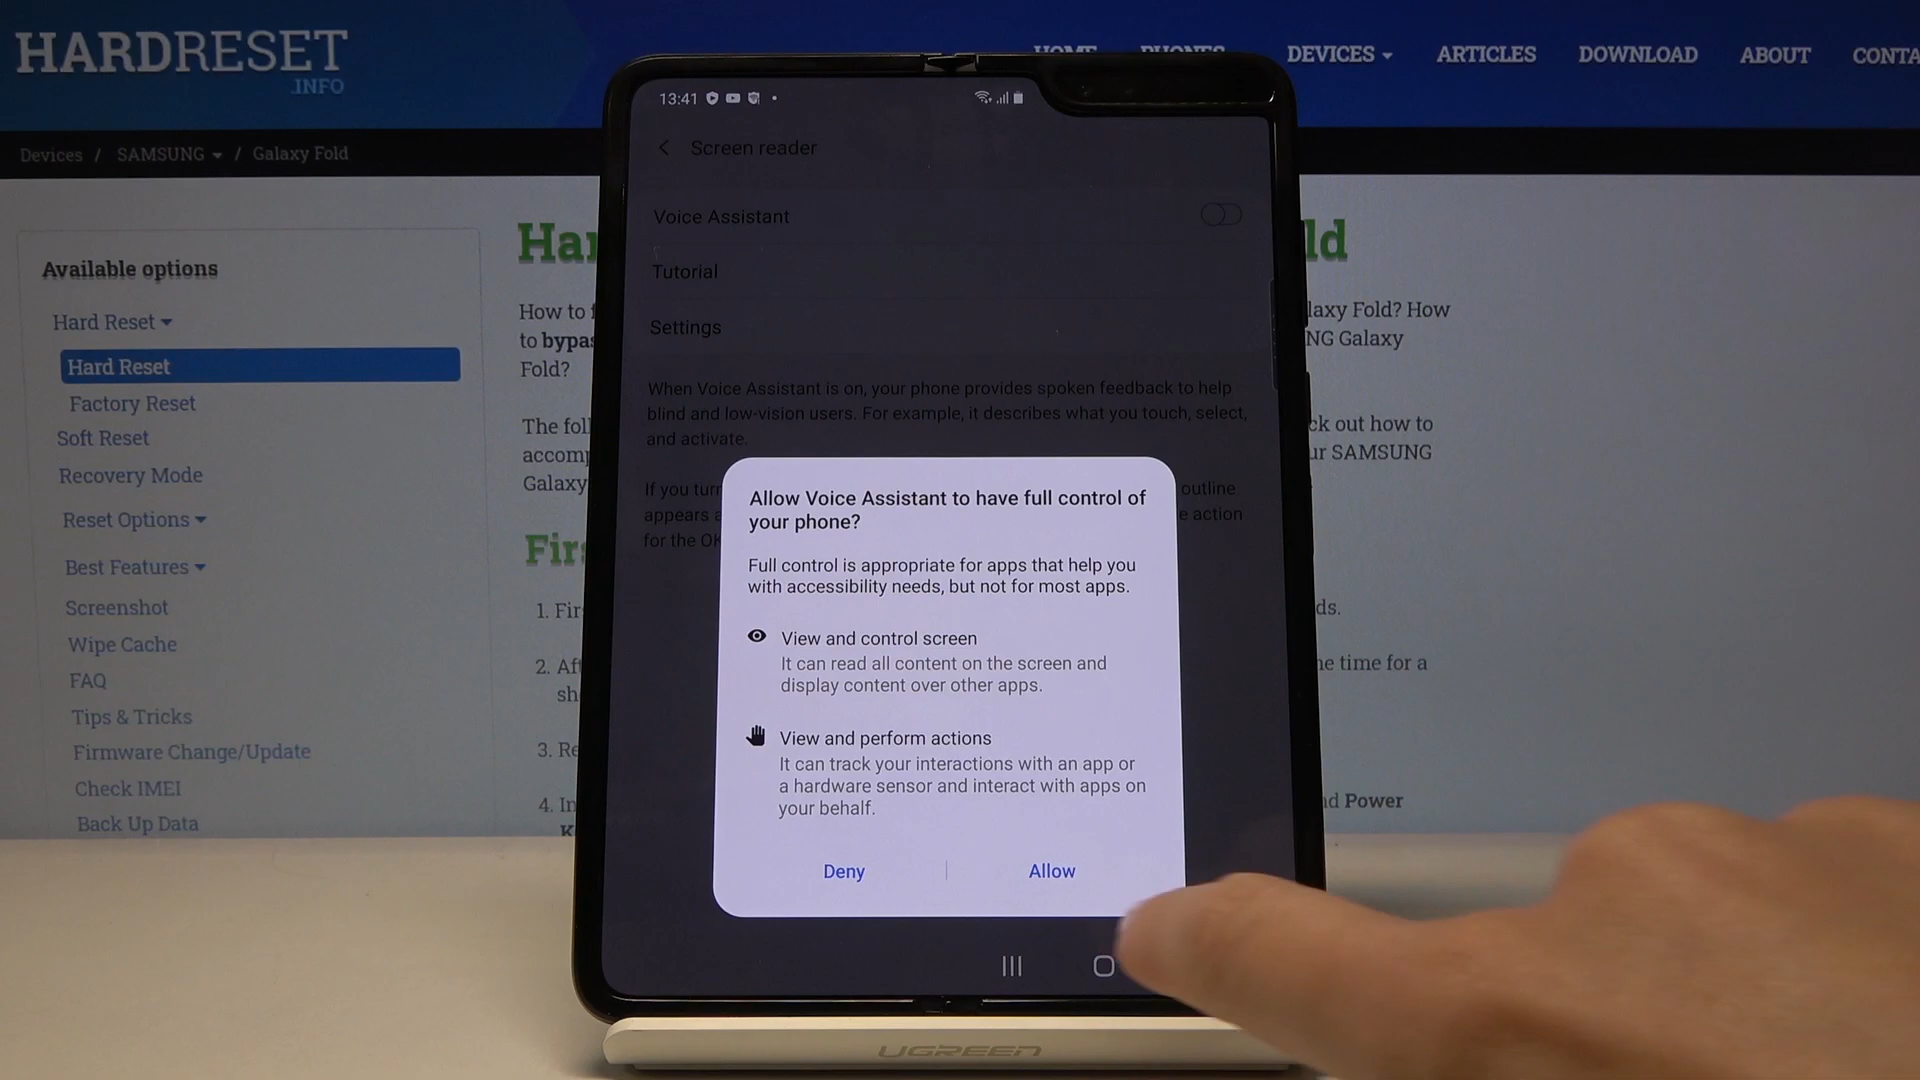 HARDRESET
.INFO
HOME PHONES DEVICES ARTICLES DOWNLOAD ABOUT CONTA
Devices / SAMSUNG / Galaxy Fold
Available options
Hard Reset
Hard Reset
Factory Reset
Soft Reset
Recovery Mode
Reset Options
Best Features
Screenshot
Wipe Cache
FAQ
Tips & Tricks
Firmware Change/Update
Check IMEI
Back Up Data
Har
ld
How to f
laxy Fold? How
to bypas
NG Galaxy
Fold?
The foll
ck out how to
accomp
ur SAMSUNG
Galaxy
Firs
1. Firs
ds.
2. Aft
ne time for a
sh
3. Re
4. In
nd Power
K
13:41
Screen reader
Voice Assistant
Tutorial
Settings
When Voice Assistant is on, your phone provides spoken feedback to help
blind and low-vision users. For example, it describes what you touch, select,
and activate.
If you turn
outline
appears a
e action
for the OK
Allow Voice Assistant to have full control of
your phone?
Full control is appropriate for apps that help you
with accessibility needs, but not for most apps.
View and control screen
It can read all content on the screen and
display content over other apps.
View and perform actions
It can track your interactions with an app or
a hardware sensor and interact with apps on
your behalf.
Deny Allow
UGREEN